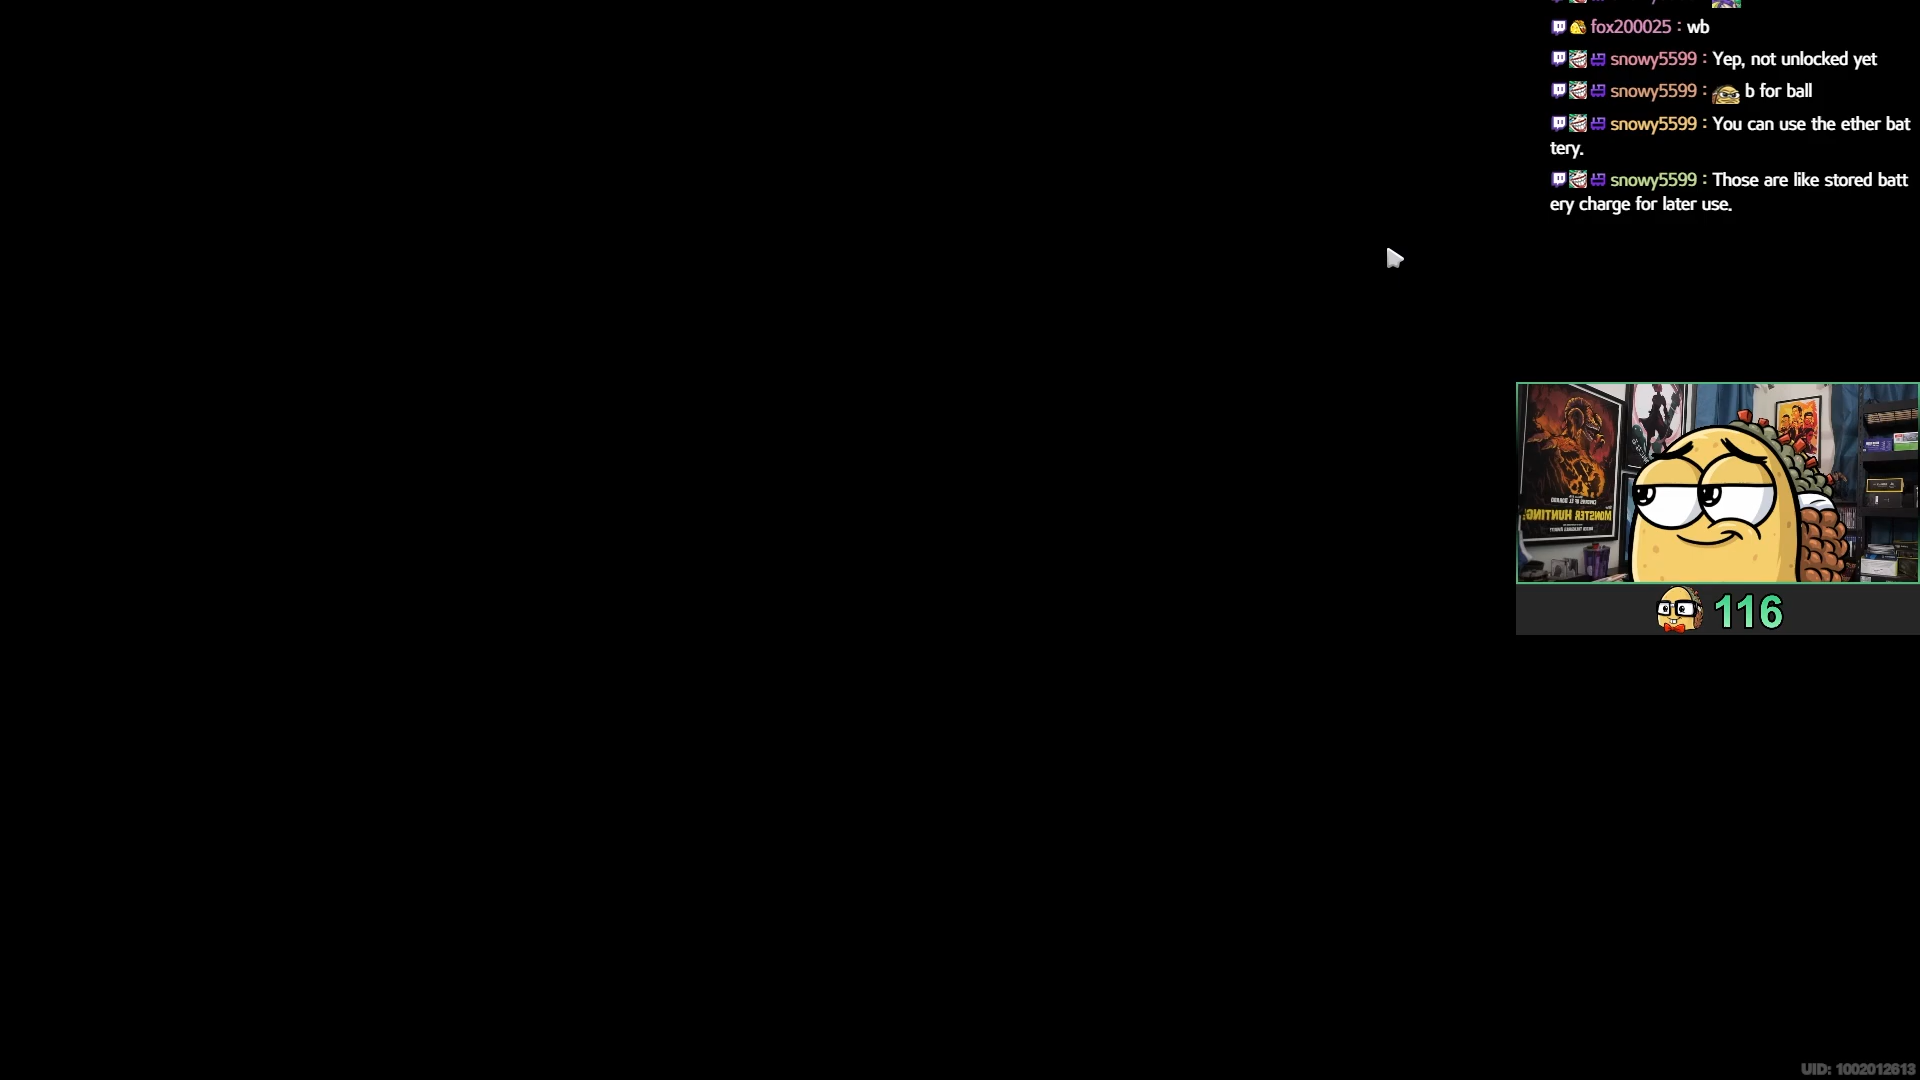 fox200025 : wb
snowy5599 : Yep, not unlocked yet
snowy5599 : b for ball
snowy5599 : You can use the ether bat
tery.
snowy5599 : Those are like stored batt
ery charge for later use.
MONSTER HUNTING!
116
UID: 1002012613